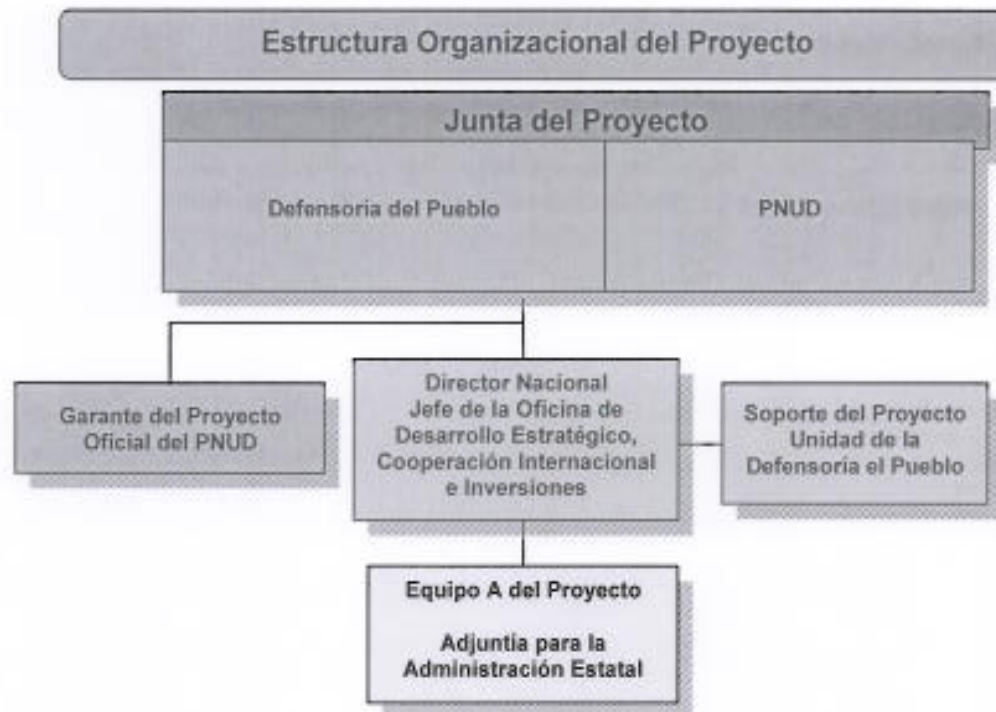 Estructura Organizacional del Proyecto
Junta del Proyecto
Defensoría del Pueblo
PNUD
Garante del Proyecto
Oficial del PNUD
Director Nacional
Jefe de la Oficina de
Desarrollo Estratégico,
Cooperación Internacional
e Inversiones
Soporte del Proyecto
Unidad de la
Defensoría el Pueblo
Equipo A del Proyecto
Adjuntía para la
Administración Estatal